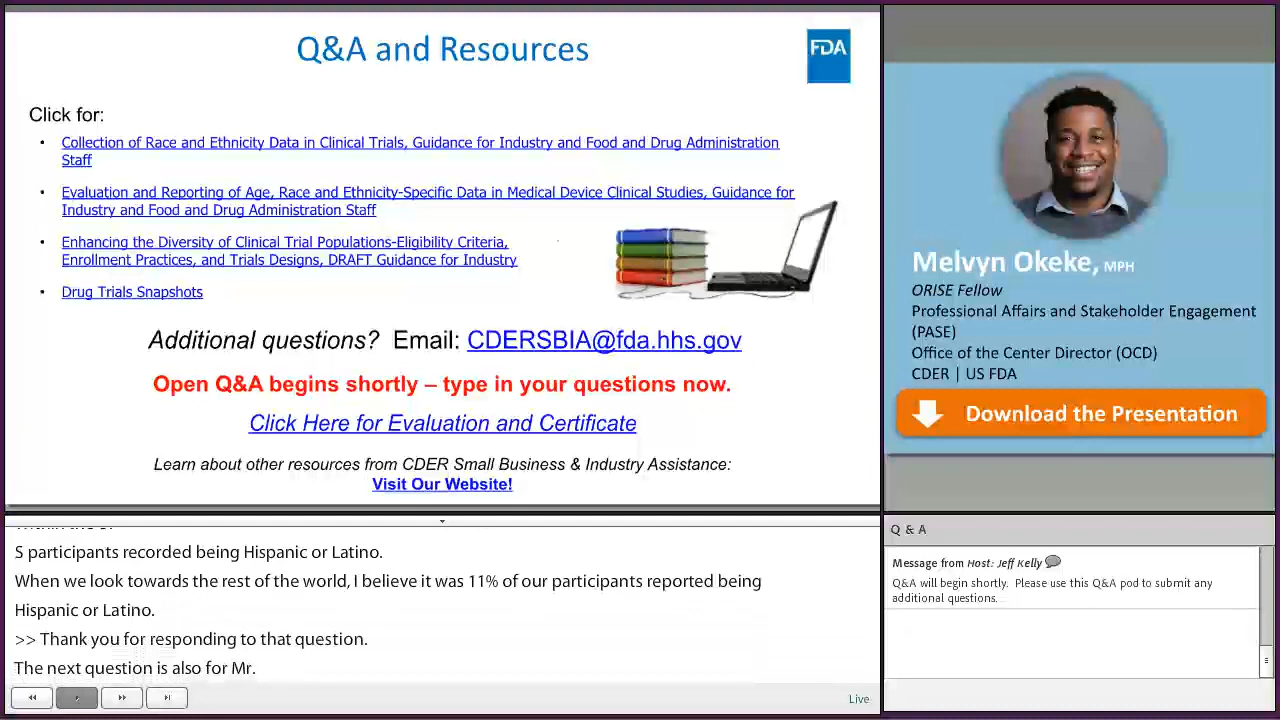 Q&A and Resources
FDA
Click for:
• Collection of Race and Ethnicity Data in Clinical Trials, Guidance for Industry and Food and Drug Administration
Staff
• Evaluation and Reporting of Age, Race and Ethnicity-Specific Data in Medical Device Clinical Studies, Guidance for
Industry and Food and Drug Administration Staff
• Enhancing the Diversity of Clinical Trial Populations-Eligibility Criteria,
Enrollment Practices, and Trials Designs, DRAFT Guidance for Industry
• Drug Trials Snapshots
Additional questions? Email: CDERSBIA@fda.hhs.gov
Open Q&A begins shortly – type in your questions now.
Click Here for Evaluation and Certificate
Learn about other resources from CDER Small Business & Industry Assistance:
Visit Our Website!
Melvyn Okeke, MPH
ORISE Fellow
Professional Affairs and Stakeholder Engagement
(PASE)
Office of the Center Director (OCD)
CDER | US FDA
Download the Presentation
S participants recorded being Hispanic or Latino.
When we look towards the rest of the world, I believe it was 11% of our participants reported being
Hispanic or Latino.
>> Thank you for responding to that question.
The next question is also for Mr.
Live
Q & A
Message from Host: Jeff Kelly
Q&A will begin shortly. Please use this Q&A pod to submit any
additional questions...